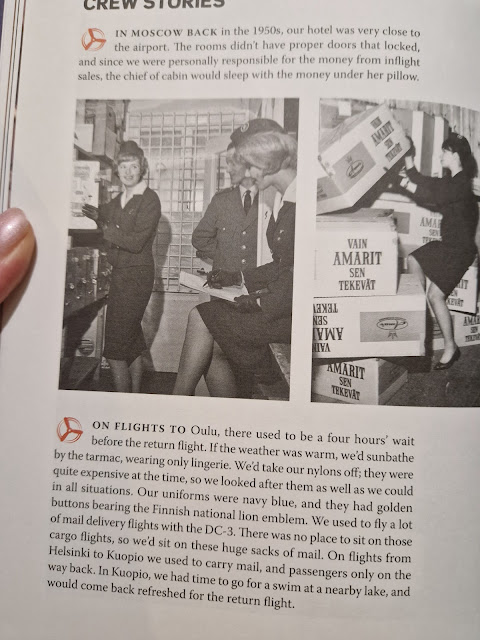 CREW STORIES
IN MOSCOW BACK in the 1950s, our hotel was very close to
the airport. The rooms didn't have proper doors that locked,
and since we were personally responsible for the money from inflight
sales, the chief of cabin would sleep with the money under her pillow.
AMARIT
SEN
TEKEVÄT
VAIN
AMARIT
SEN
TEKEVÄT
AMARIT
SEN
TEKEVÄT
VAIN
AMARIT
SEN
TEKEVÄT
ON FLIGHTS TO Oulu, there used to be a four hours' wait
before the return flight. If the weather was warm, we'd sunbathe
by the tarmac, wearing only lingerie. We'd take our nylons off; they were
quite expensive at the time, so we looked after them as well as we could
in all situations. Our uniforms were navy blue, and they had golden
buttons bearing the Finnish national lion emblem. We used to fly a lot
of mail delivery flights with the DC-3. There was no place to sit on those
cargo flights, so we'd sit on these huge sacks of mail. On flights from
Helsinki to Kuopio we used to carry mail, and passengers only on the
way back. In Kuopio, we had time to go for a swim at a nearby lake, and
would come back refreshed for the return flight.